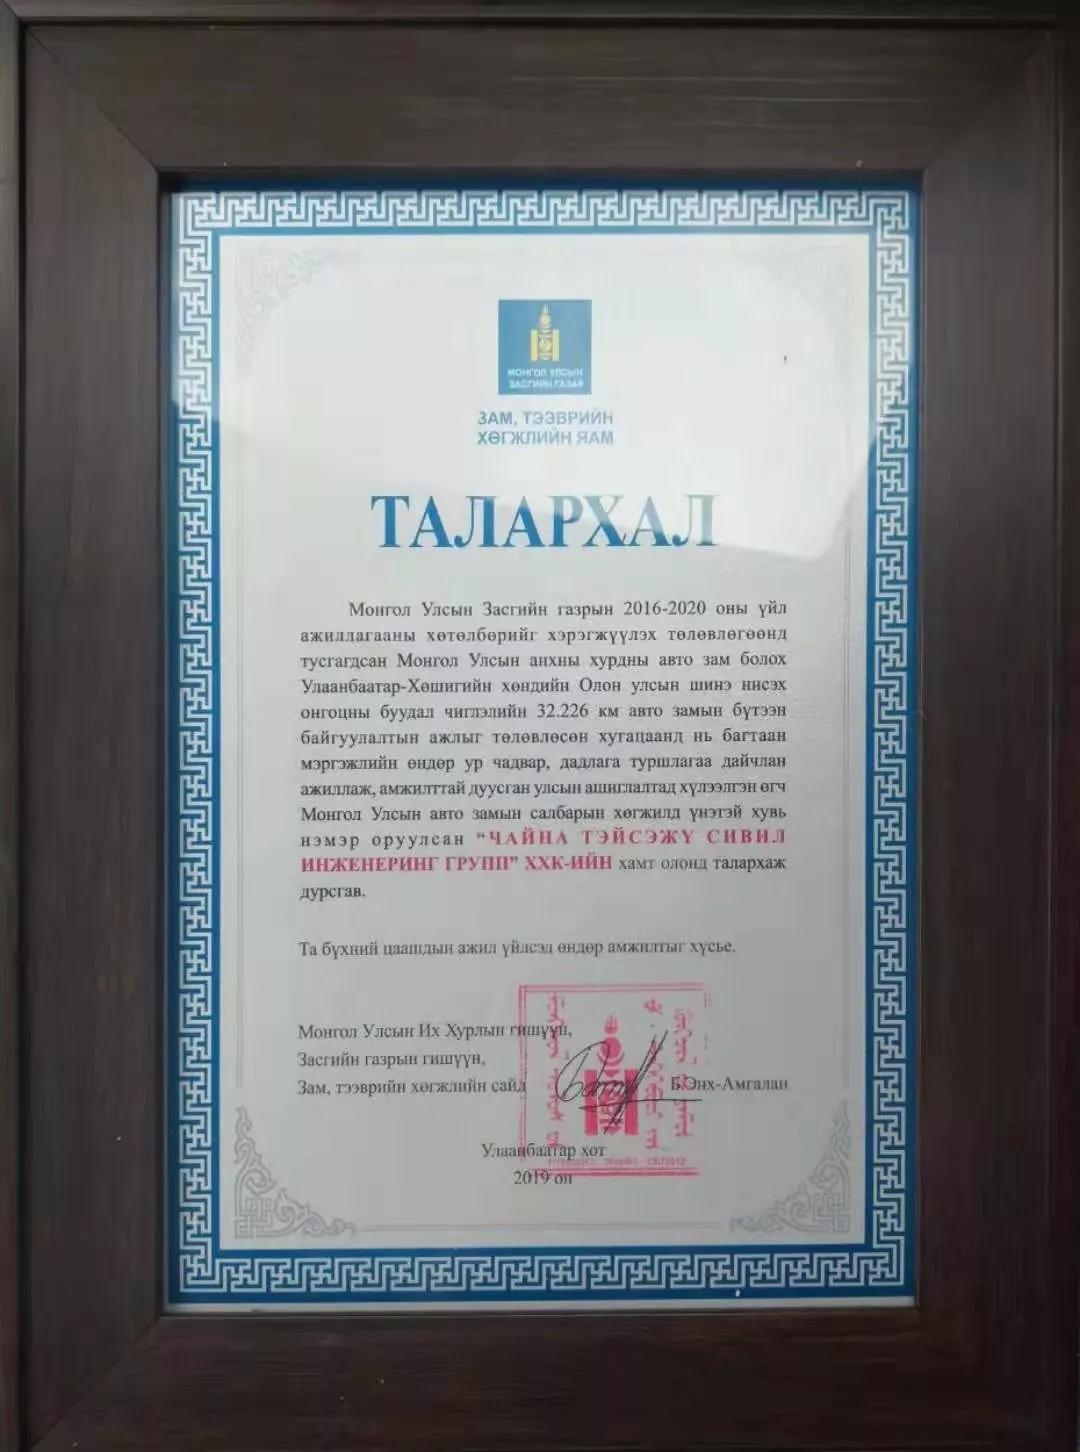 МОНГОЛ УЛСЫН
ЗАСГИЙН ГАЗАР
ЗАМ, ТЭЭВРИЙН
ХӨГЖЛИЙН ЯАМ
ТАЛАРХАЛ
Монгол Улсын Засгийн газрын 2016-2020 оны үйл
ажиллагааны хөтөлбөрийг хэрэгжүүлэх төлөвлөгөөнд
тусгагдсан Монгол Улсын анхны хурдны авто зам болох
Улаанбаатар-Хөшигийн хөндийн Олон улсын шинэ нисэх
онгоцны буудал чиглэлийн 32.226 км авто замын бүтээн
байгуулалтын ажлыг төлөвлөсөн хугацаанд нь багтаан
мэргэжлийн өндөр ур чадвар, дадлага туршлагаа дайчлан
ажиллаж, амжилттай дуусган улсын ашиглалтад хүлээлгэн өгч
Монгол Улсын авто замын салбарын хөгжилд үнэтэй хувь
нэмэр оруулсан “ЧАЙНА ТЭЙСЭЖҮ СИВИЛ
ИНЖЕНЕРИНГ ГРУПП” ХХК-ИЙН хамт олонд талархаж
дурсгав.
Та бүхний цаашдын ажил үйлсэд өндөр амжилтыг хүсье.
Монгол Улсын Их Хурлын гишүүн,
Засгийн газрын гишүүн,
Зам, тээврийн хөгжлийн сайд
Б.Энх-Амгалан
Улаанбаатар хот
2019 он